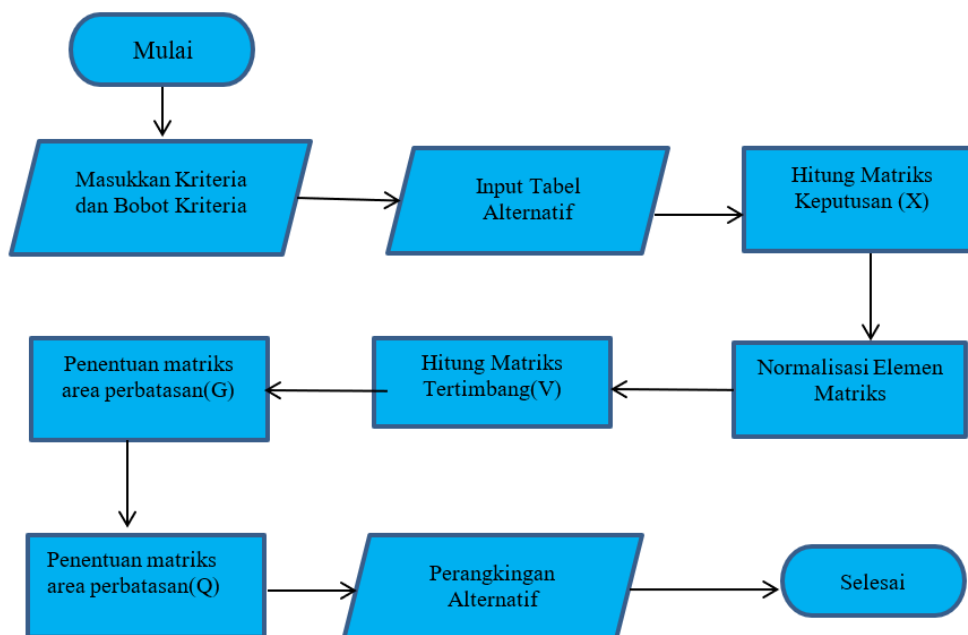 Mulai
Masukkan Kriteria
dan Bobot Kriteria
Input Tabel
Alternatif
Hitung Matriks
Keputusan (X)
Normalisasi Elemen
Matriks
Hitung Matriks
Tertimbang(V)
Penentuan matriks
area perbatasan(G)
Penentuan matriks
area perbatasan(Q)
Perangkingan
Alternatif
Selesai